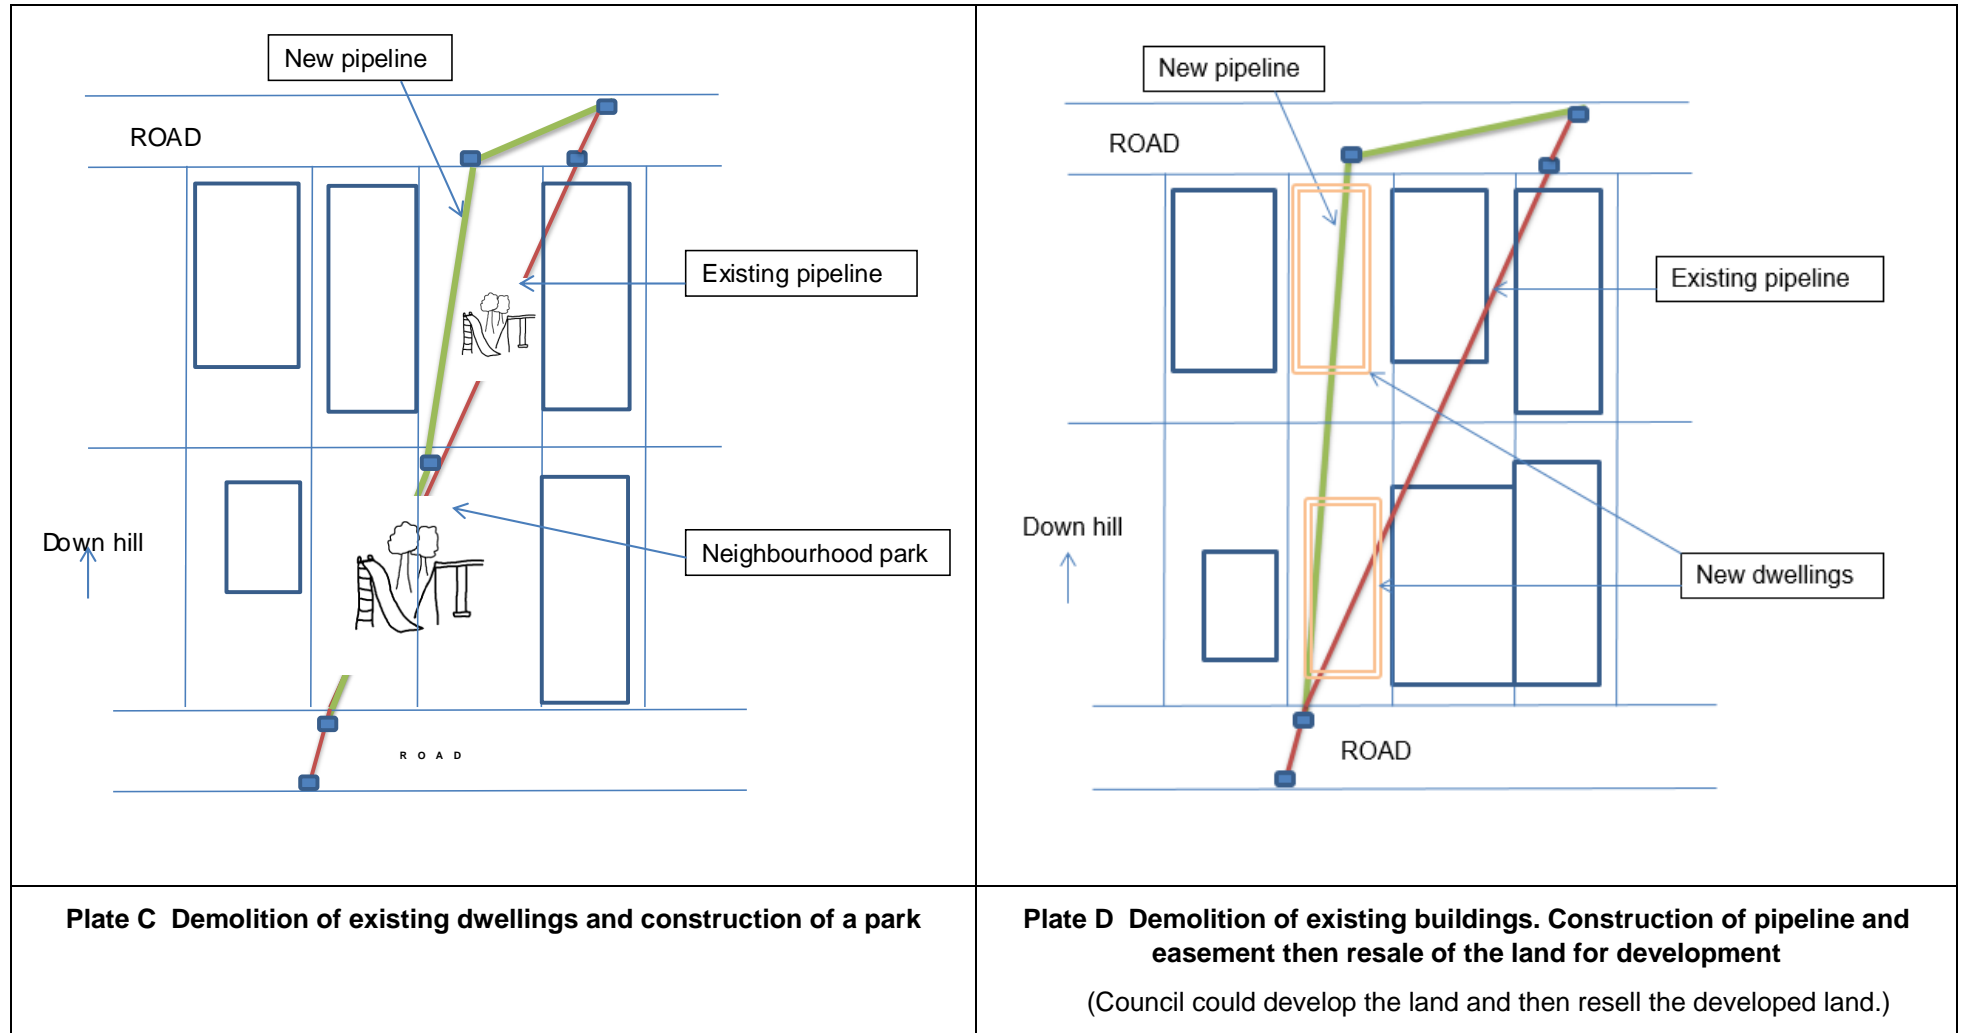 New pipeline
ROAD
Existing pipeline
Down hill
Neighbourhood park
ROAD
Plate C  Demolition of existing dwellings and construction of a park
New pipeline
ROAD
Existing pipeline
Down hill
New dwellings
ROAD
Plate D  Demolition of existing buildings. Construction of pipeline and
easement then resale of the land for development
(Council could develop the land and then resell the developed land.)